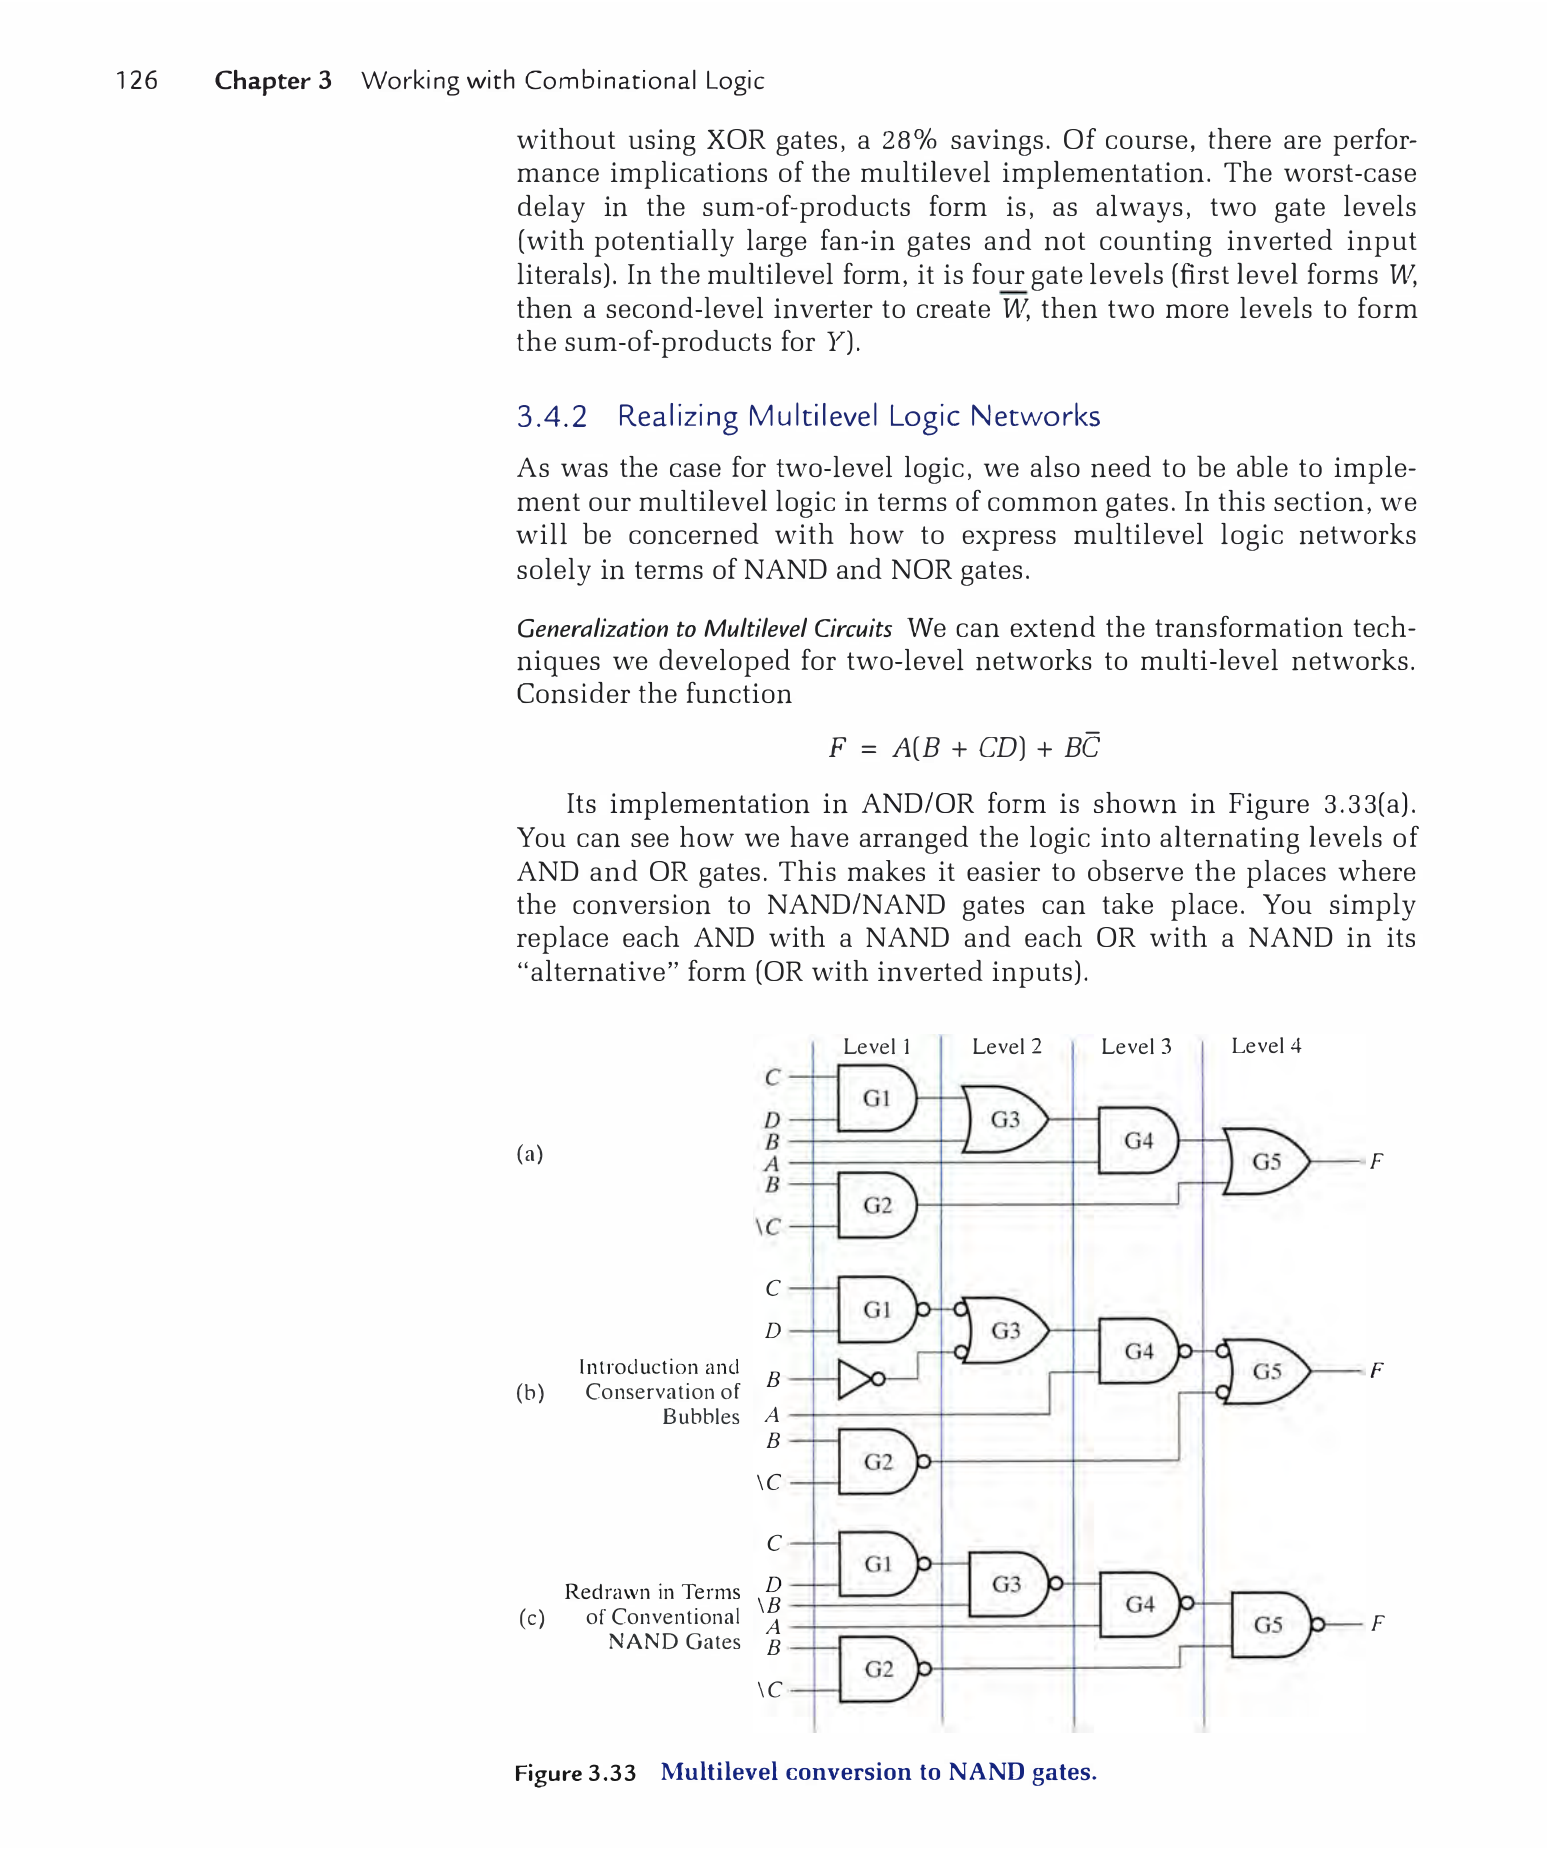 126 Chapter 3 Working with Combinational Logic
without using XOR gates, a 28% savings. Of course, there are perfor-
mance implications of the multilevel implementation. The worst-case
delay in the sum-of-products form is, as always, two gate levels
(with potentially large fan-in gates and not counting inverted input
literals). In the multilevel form, it is four gate levels (first level forms W,
then a second-level inverter to create W̅, then two more levels to form
the sum-of-products for Y).
3.4.2 Realizing Multilevel Logic Networks
As was the case for two-level logic, we also need to be able to imple-
ment our multilevel logic in terms of common gates. In this section, we
will be concerned with how to express multilevel logic networks
solely in terms of NAND and NOR gates.
Generalization to Multilevel Circuits We can extend the transformation tech-
niques we developed for two-level networks to multi-level networks.
Consider the function
F = A(B + CD) + BC̅
Its implementation in AND/OR form is shown in Figure 3.33(a).
You can see how we have arranged the logic into alternating levels of
AND and OR gates. This makes it easier to observe the places where
the conversion to NAND/NAND gates can take place. You simply
replace each AND with a NAND and each OR with a NAND in its
“alternative” form (OR with inverted inputs).
Level 1 Level 2 Level 3 Level 4
(a)
C
D
B
A
B
\C
G1
G3
G4
G5
G2
F
(b)
Introduction and
Conservation of
Bubbles
C
D
B
A
B
\C
G1
G3
G4
G5
G2
F
(c)
Redrawn in Terms
of Conventional
NAND Gates
C
D
\B
A
B
\C
G1
G3
G4
G5
G2
F
Figure 3.33 Multilevel conversion to NAND gates.